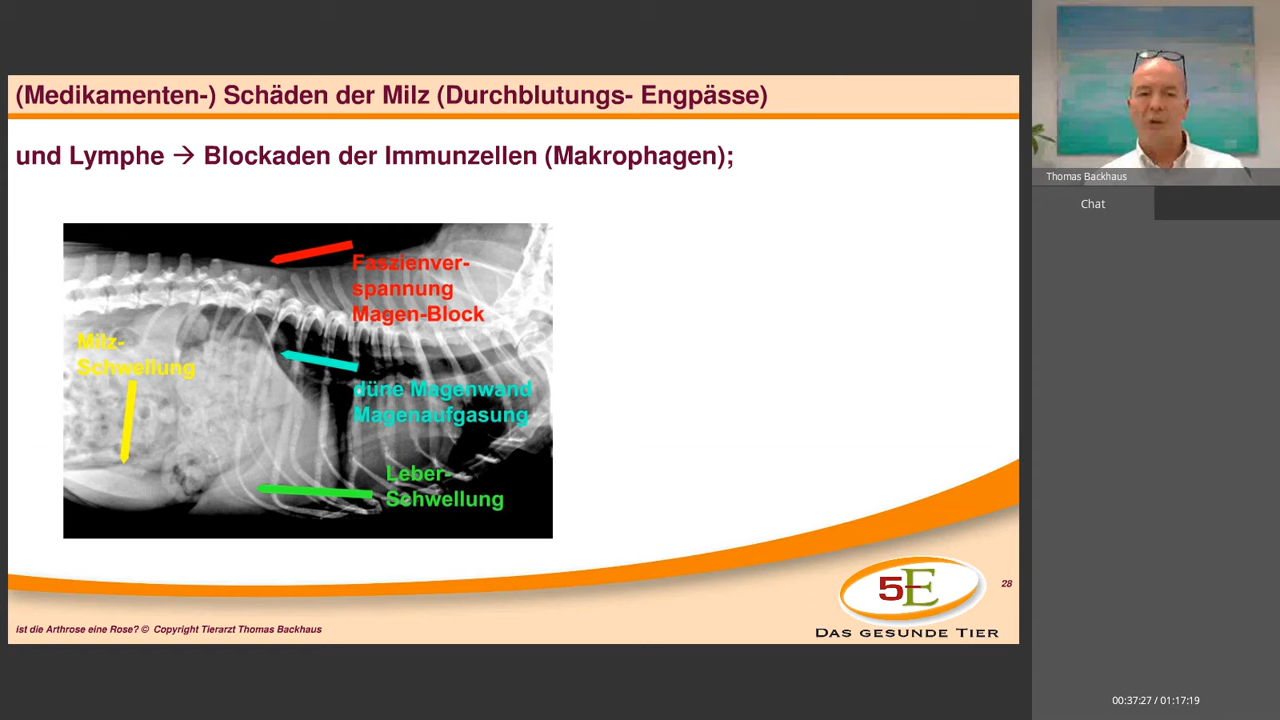 (Medikamenten-) Schäden der Milz (Durchblutungs- Engpässe)
und Lymphe → Blockaden der Immunzellen (Makrophagen);
Faszienver-
spannung
Magen-Block
Milz-
Schwellung
düne Magenwand
Magenaufgasung
Leber-
Schwellung
5E
DAS GESUNDE TIER
28
ist die Arthrose eine Rose? © Copyright Tierarzt Thomas Backhaus
Thomas Backhaus
Chat
00:37:27 / 01:17:19